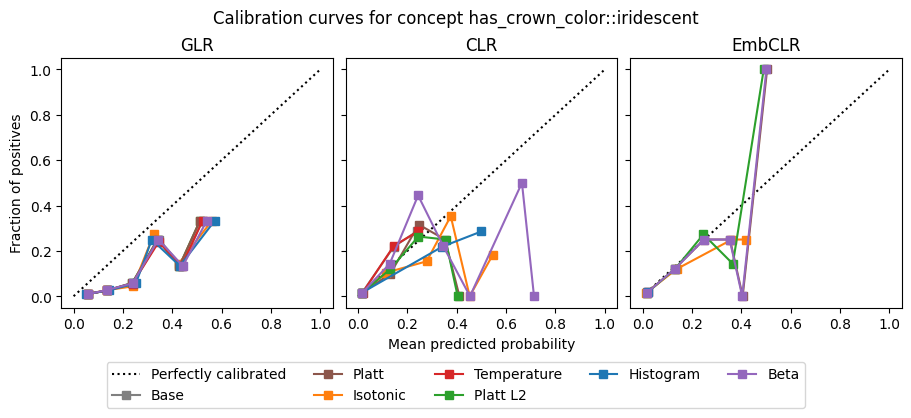 Calibration curves for concept has_crown_color::iridescent
GLR
CLR
EmbCLR
Fraction of positives
1.0
0.8
0.6
0.4
0.2
0.0
0.0 0.2 0.4 0.6 0.8 1.0
0.0 0.2 0.4 0.6 0.8 1.0
0.0 0.2 0.4 0.6 0.8 1.0
Mean predicted probability
Perfectly calibrated
Base
Platt
Isotonic
Temperature
Platt L2
Histogram
Beta